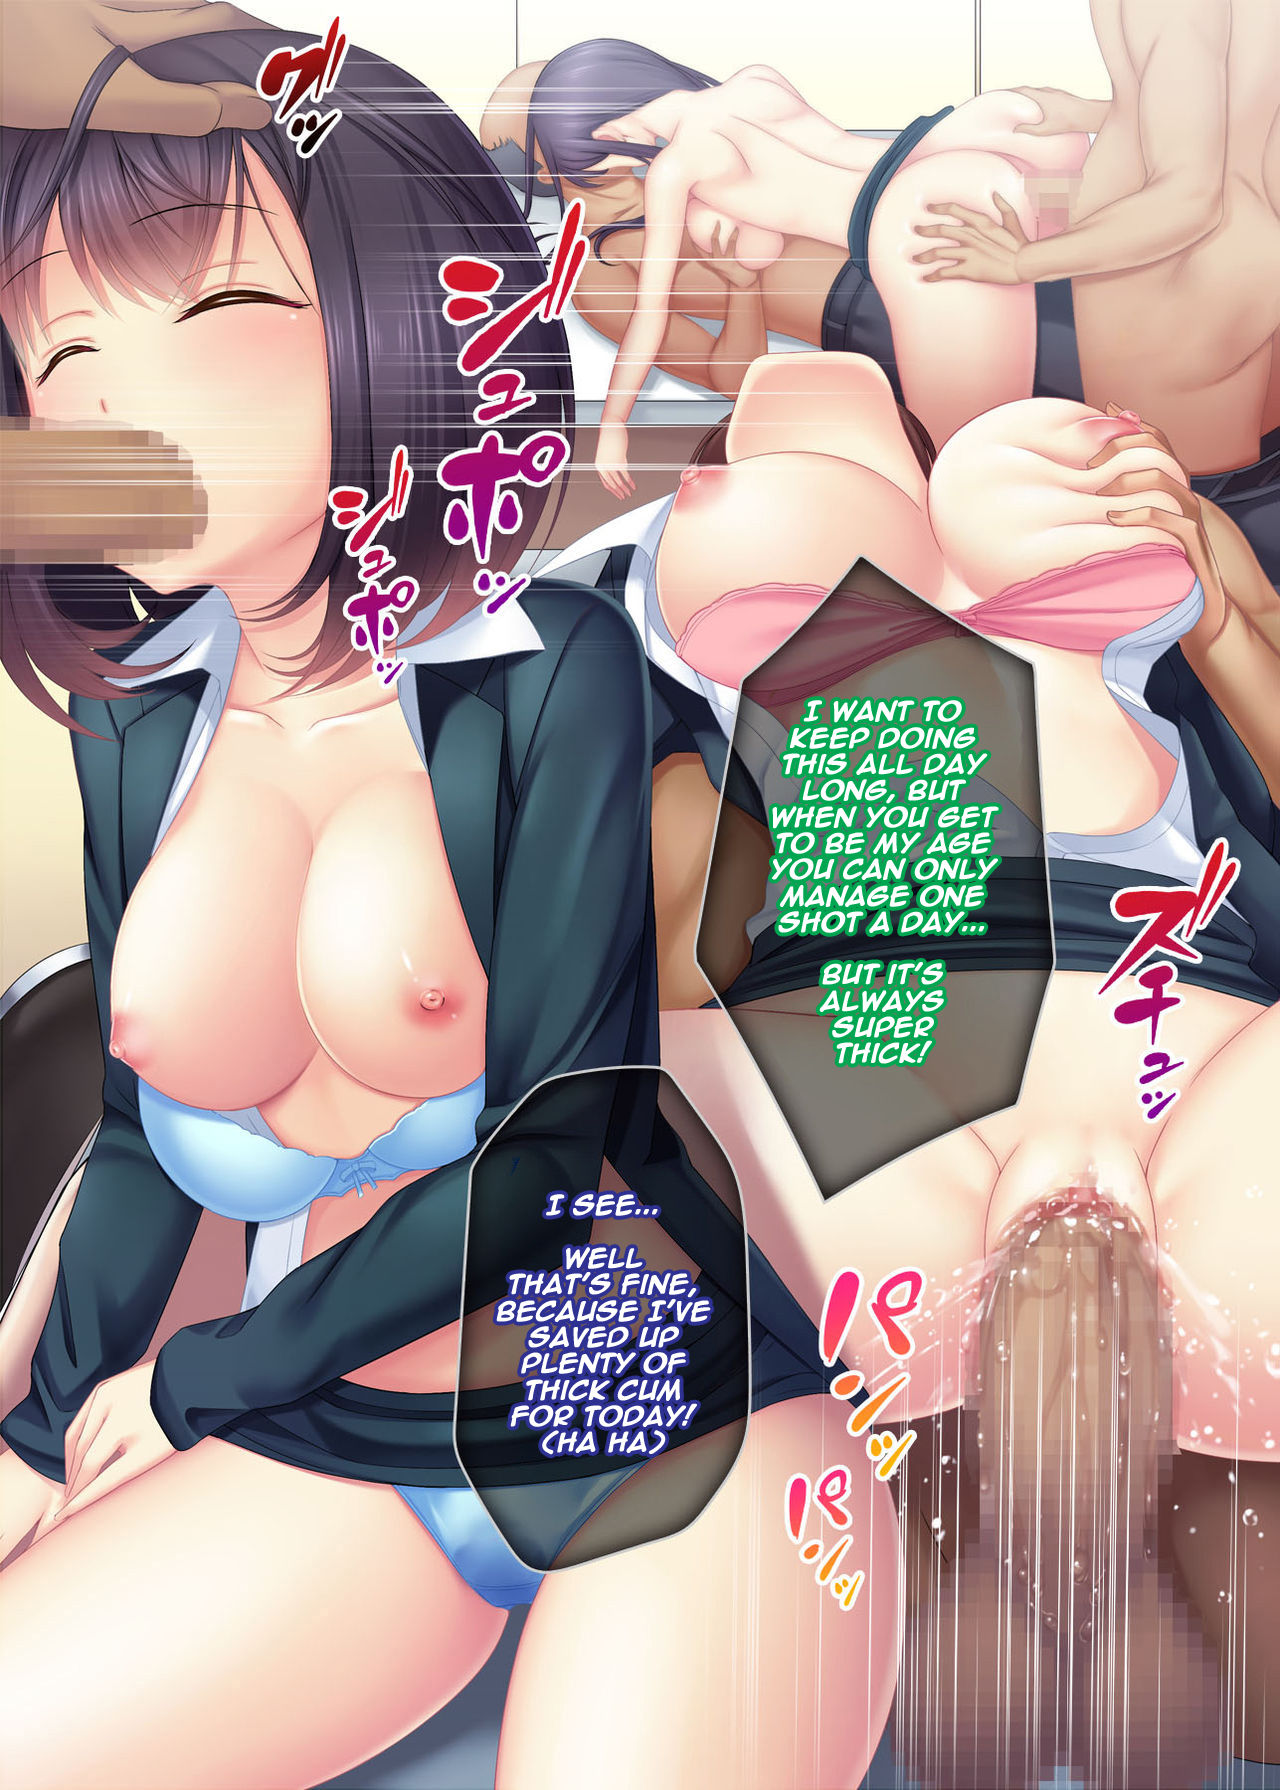 グッ
ジュポッ
ジュポッ
I WANT TO
KEEP DOING
THIS ALL DAY
LONG, BUT
WHEN YOU GET
TO BE MY AGE
YOU CAN ONLY
MANAGE ONE
SHOT A DAY...
BUT IT'S
ALWAYS
SUPER
THICK!
ズチュッ
I SEE...
WELL
THAT'S FINE,
BECAUSE I'VE
SAVED UP
PLENTY OF
THICK CUM
FOR TODAY!
(HA HA)
パンッ
パンッ